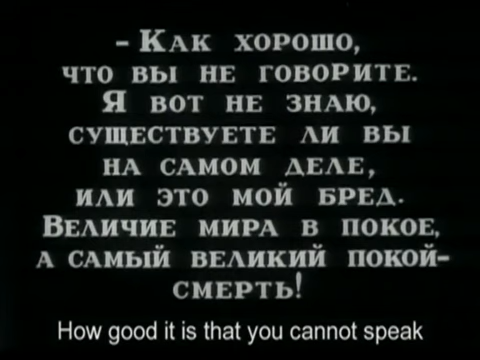 - Как хорошо,
что вы не говорите.
Я вот не знаю,
существуете ли вы
на самом деле,
или это мой бред.
Величие мира в покое,
а самый великий покой-
смерть!
How good it is that you cannot speak